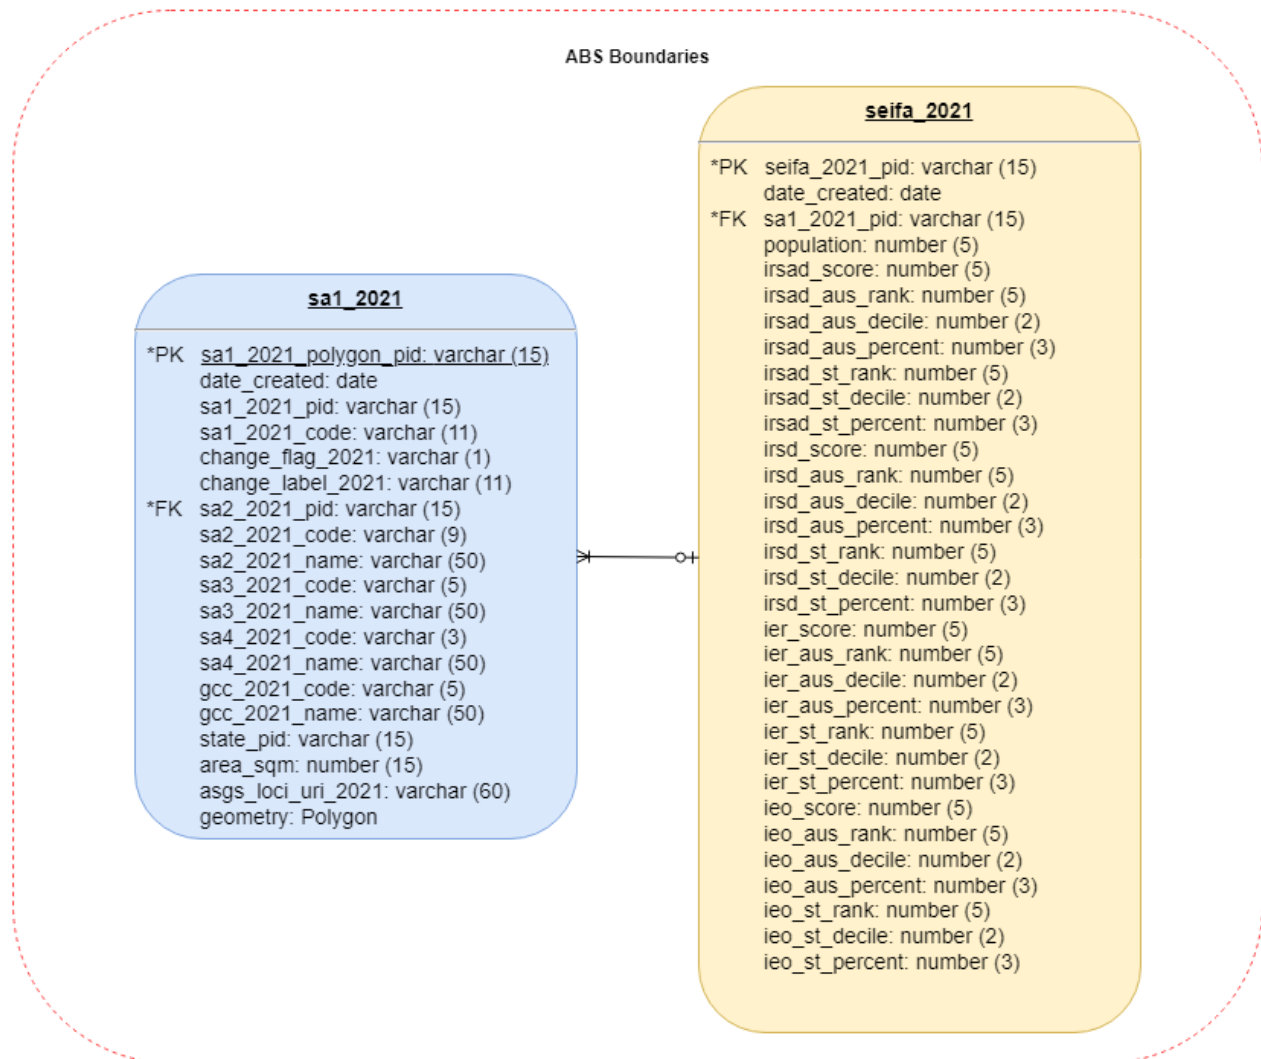 ABS Boundaries
sa1_2021
*PK sa1_2021_polygon_pid: varchar (15)
date_created: date
sa1_2021_pid: varchar (15)
sa1_2021_code: varchar (11)
change_flag_2021: varchar (1)
change_label_2021: varchar (11)
*FK sa2_2021_pid: varchar (15)
sa2_2021_code: varchar (9)
sa2_2021_name: varchar (50)
sa3_2021_code: varchar (5)
sa3_2021_name: varchar (50)
sa4_2021_code: varchar (3)
sa4_2021_name: varchar (50)
gcc_2021_code: varchar (5)
gcc_2021_name: varchar (50)
state_pid: varchar (15)
area_sqm: number (15)
asgs_loci_uri_2021: varchar (60)
geometry: Polygon
seifa_2021
*PK seifa_2021_pid: varchar (15)
date_created: date
*FK sa1_2021_pid: varchar (15)
population: number (5)
irsad_score: number (5)
irsad_aus_rank: number (5)
irsad_aus_decile: number (2)
irsad_aus_percent: number (3)
irsad_st_rank: number (5)
irsad_st_decile: number (2)
irsad_st_percent: number (3)
irsd_score: number (5)
irsd_aus_rank: number (5)
irsd_aus_decile: number (2)
irsd_aus_percent: number (3)
irsd_st_rank: number (5)
irsd_st_decile: number (2)
irsd_st_percent: number (3)
ier_score: number (5)
ier_aus_rank: number (5)
ier_aus_decile: number (2)
ier_aus_percent: number (3)
ier_st_rank: number (5)
ier_st_decile: number (2)
ier_st_percent: number (3)
ieo_score: number (5)
ieo_aus_rank: number (5)
ieo_aus_decile: number (2)
ieo_aus_percent: number (3)
ieo_st_rank: number (5)
ieo_st_decile: number (2)
ieo_st_percent: number (3)